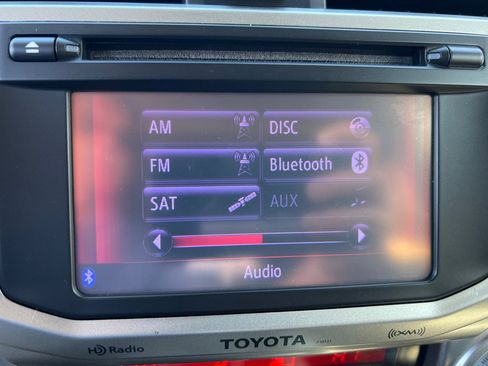 AM
DISC
FM
Bluetooth
SAT
AUX
Audio
HD Radio
TOYOTA
((XM))